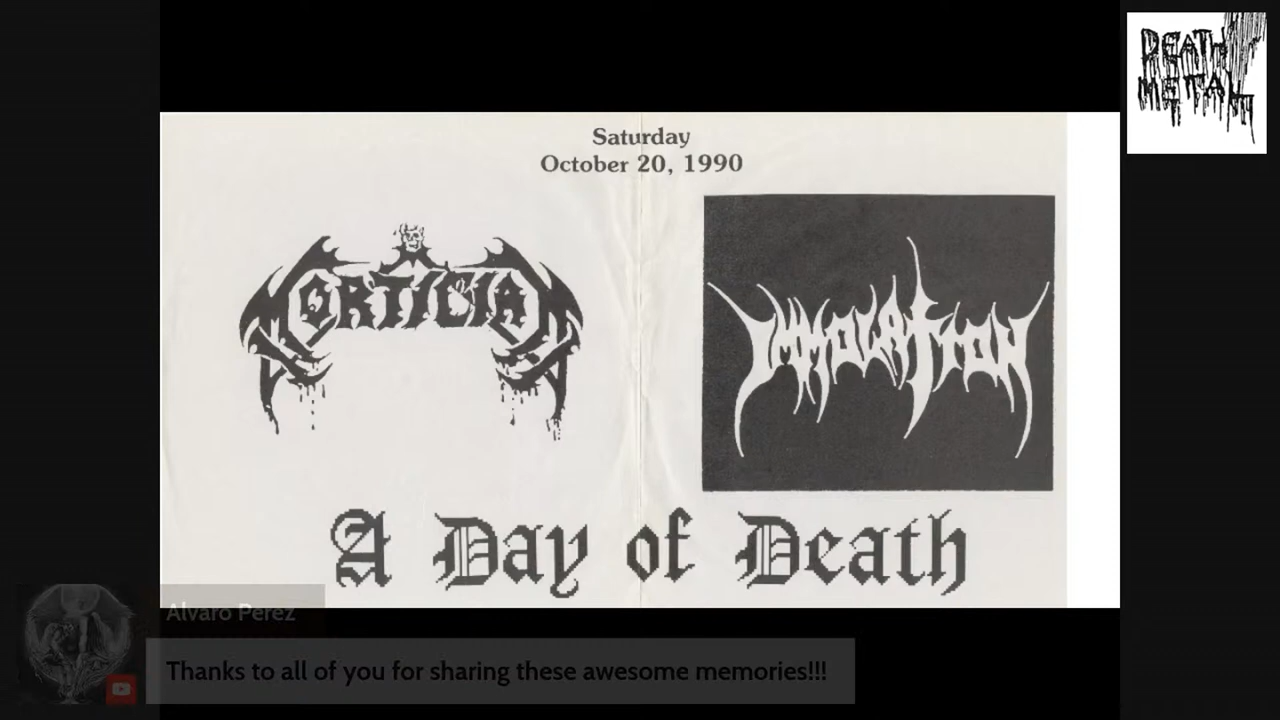 DEATH
METAL
Saturday
October 20, 1990
MORTICIAN
IMMOLATION
A Day of Death
Alvaro Perez
Thanks to all of you for sharing these awesome memories!!!